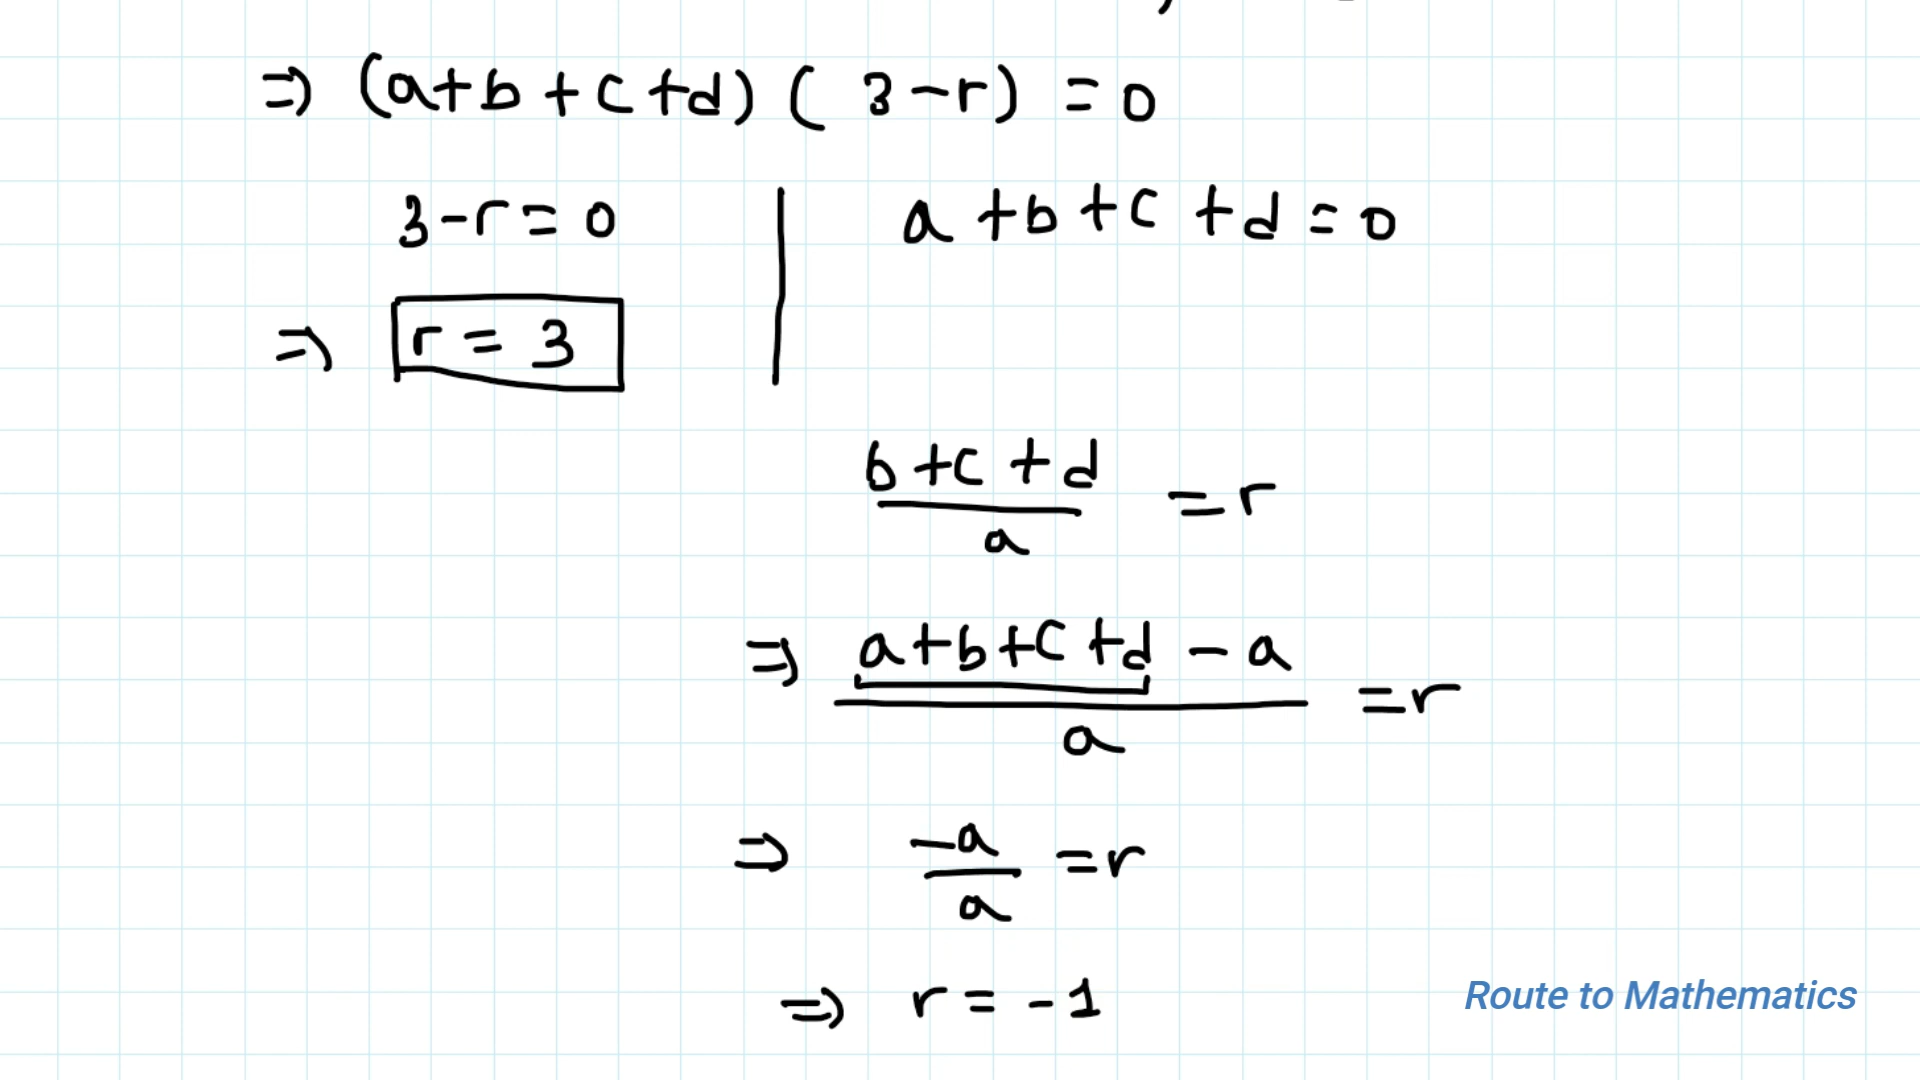 ⇒ (a+b+c+d)(3-r) = 0
3-r = 0 | a+b+c+d = 0
⇒ r = 3
(b+c+d)/a = r
⇒ (a+b+c+d - a)/a = r
⇒ -a/a = r
⇒ r = -1
Route to Mathematics